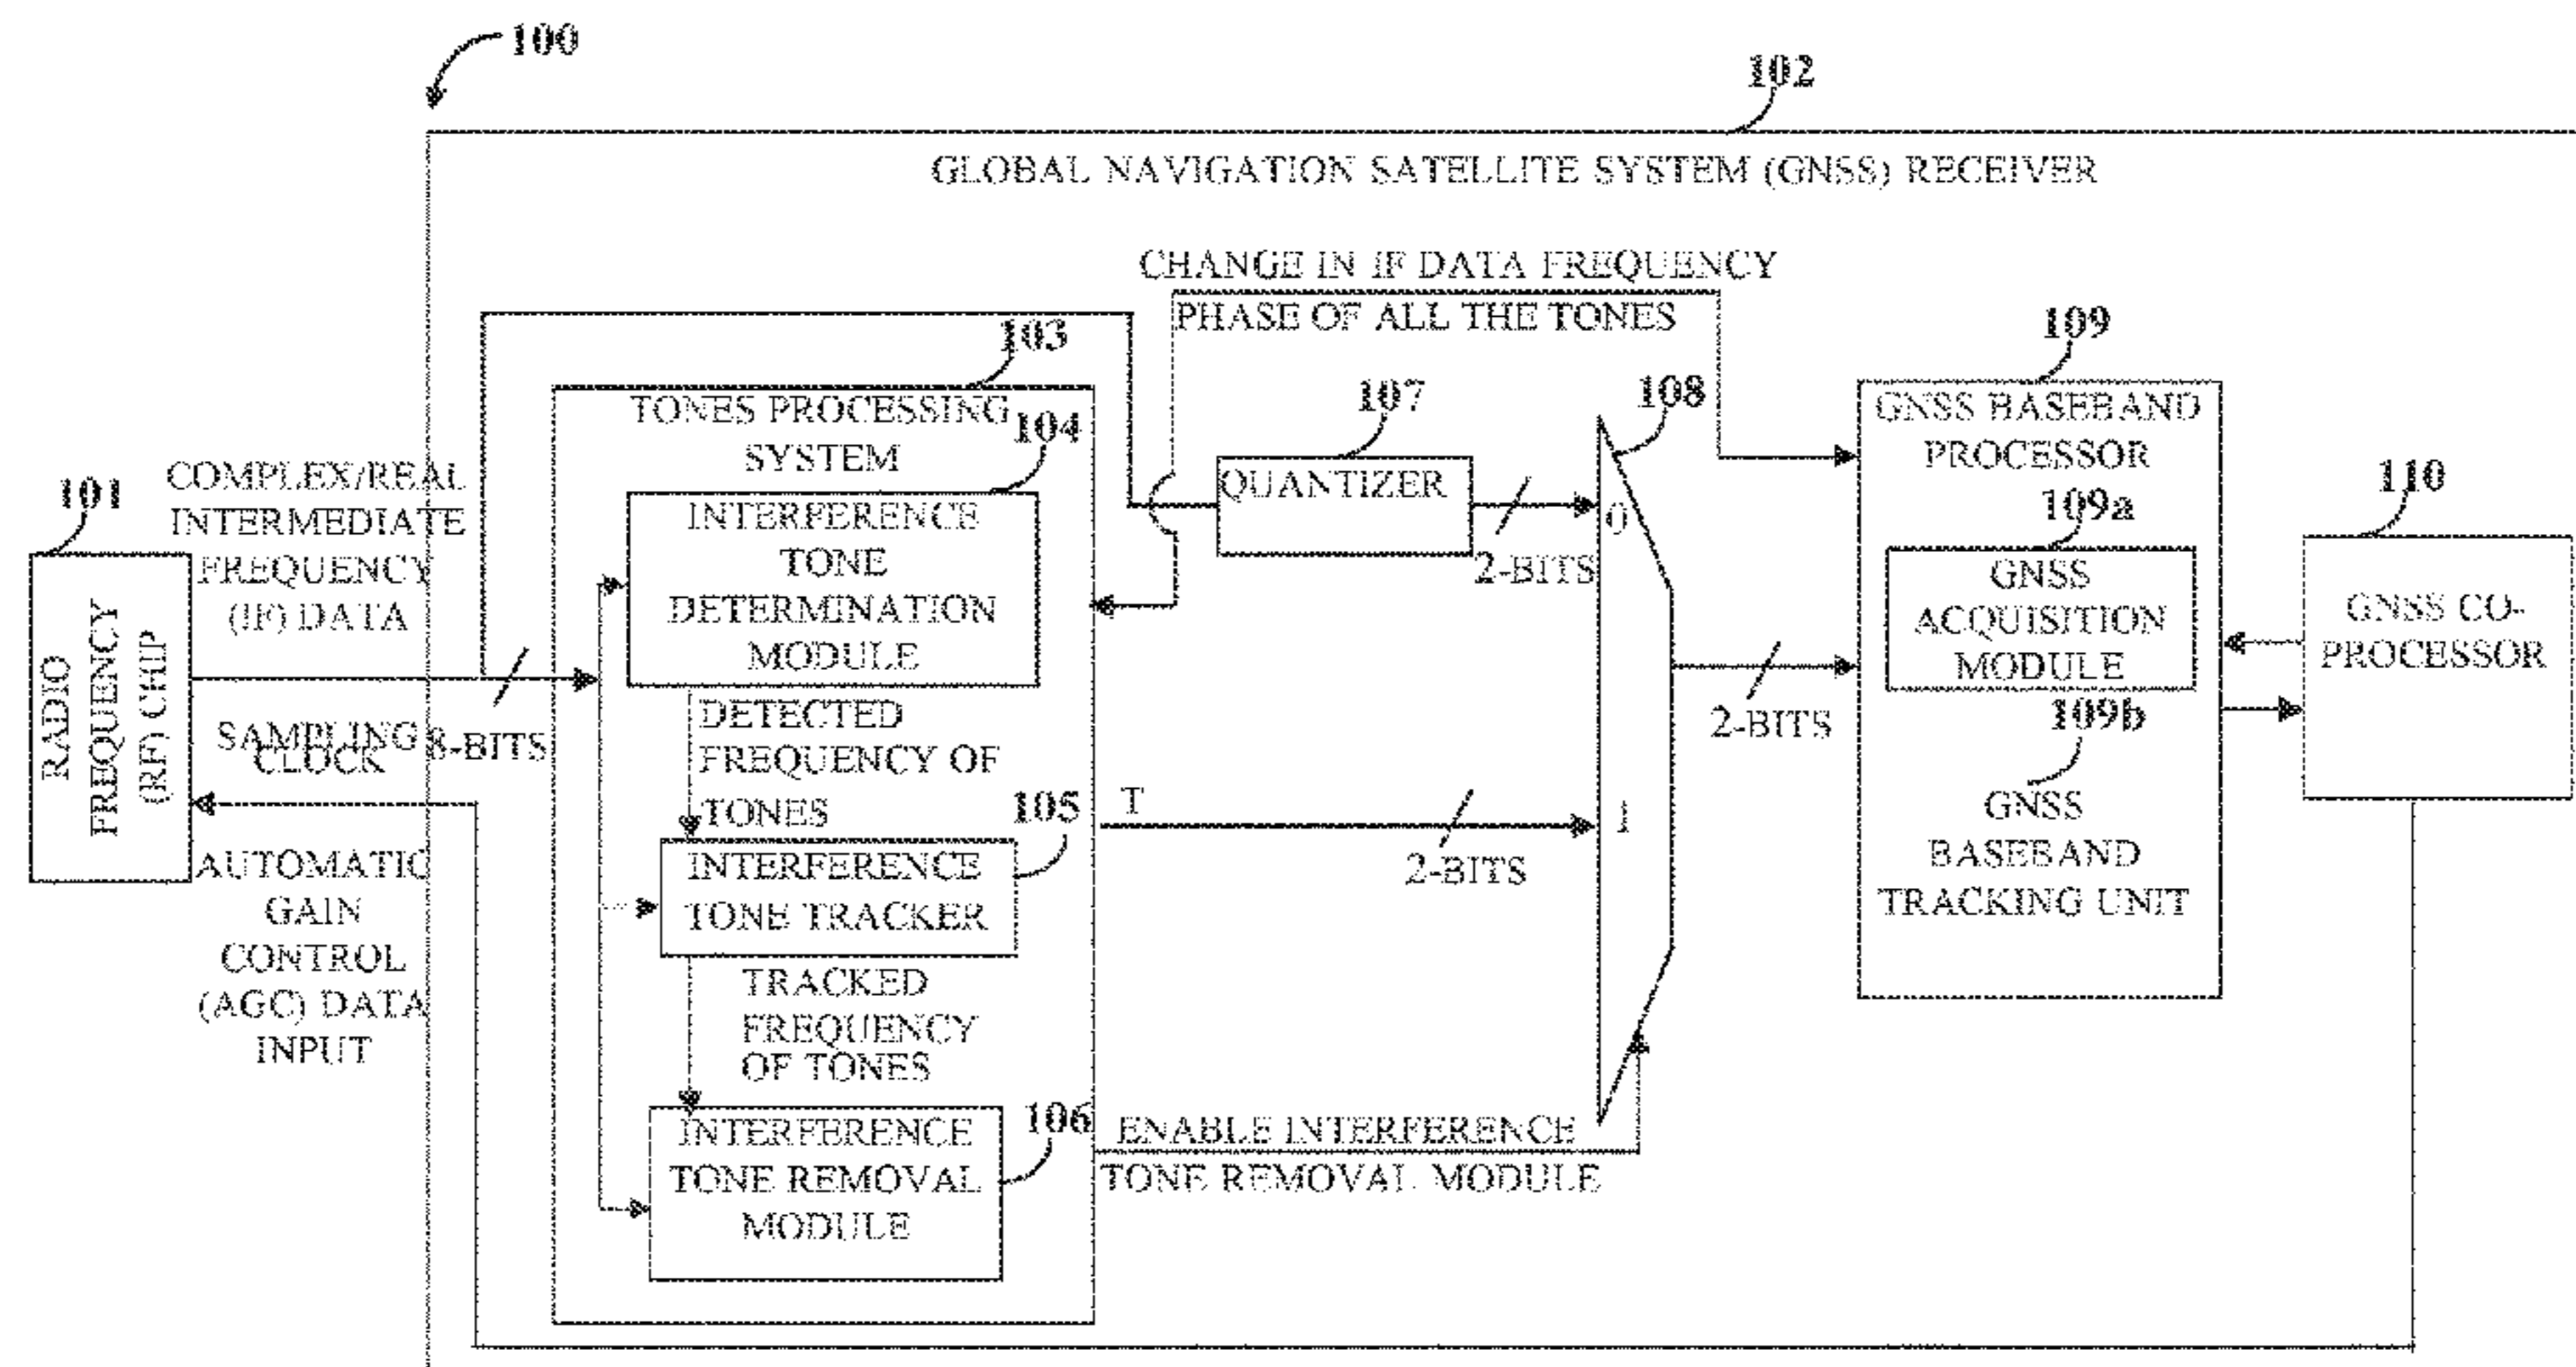 100
102
GLOBAL NAVIGATION SATELLITE SYSTEM (GNSS) RECEIVER
CHANGE IN IF DATA FREQUENCY
PHASE OF ALL THE TONES
103
TONES PROCESSING
SYSTEM
104
INTERFERENCE
TONE
DETERMINATION
MODULE
101
RADIO
FREQUENCY
(RF) CHIP
COMPLEX/REAL
INTERMEDIATE
FREQUENCY
(IF) DATA
SAMPLING
CLOCK
8-BITS
AUTOMATIC
GAIN
CONTROL
(AGC) DATA
INPUT
DETECTED
FREQUENCY OF
TONES
105
INTERFERENCE
TONE TRACKER
TRACKED
FREQUENCY
OF TONES
106
INTERFERENCE
TONE REMOVAL
MODULE
107
QUANTIZER
2-BITS
108
0
1
T
2-BITS
ENABLE INTERFERENCE
TONE REMOVAL MODULE
2-BITS
109
GNSS BASEBAND
PROCESSOR
109a
GNSS
ACQUISITION
MODULE
109b
GNSS
BASEBAND
TRACKING UNIT
110
GNSS CO-
PROCESSOR